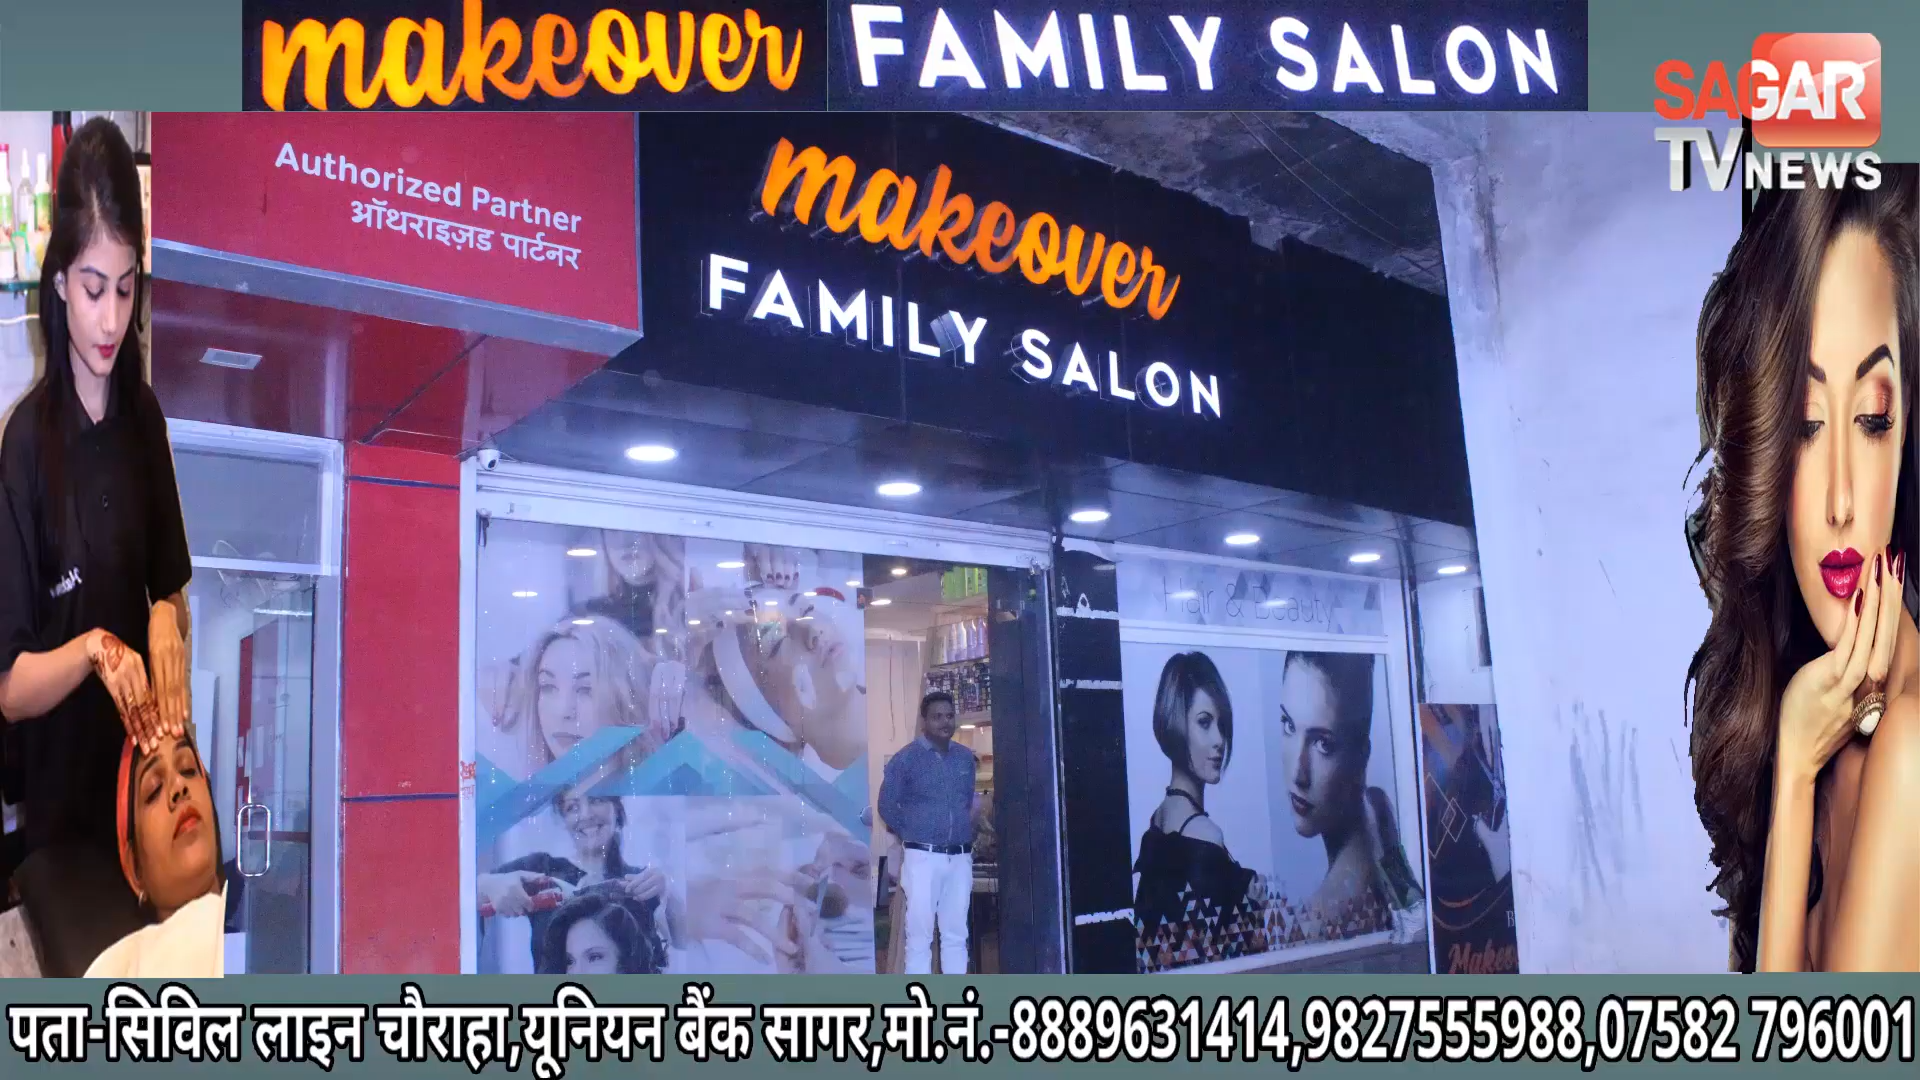 makeover FAMILY SALON
SAGAR
TV NEWS
Authorized Partner
ऑथराइज़्ड पार्टनर
makeover
FAMILY SALON
Hair & Beauty
पता-सिविल लाइन चौराहा,यूनियन बैंक सागर,मो.नं.-8889631414,9827555988,07582 796001